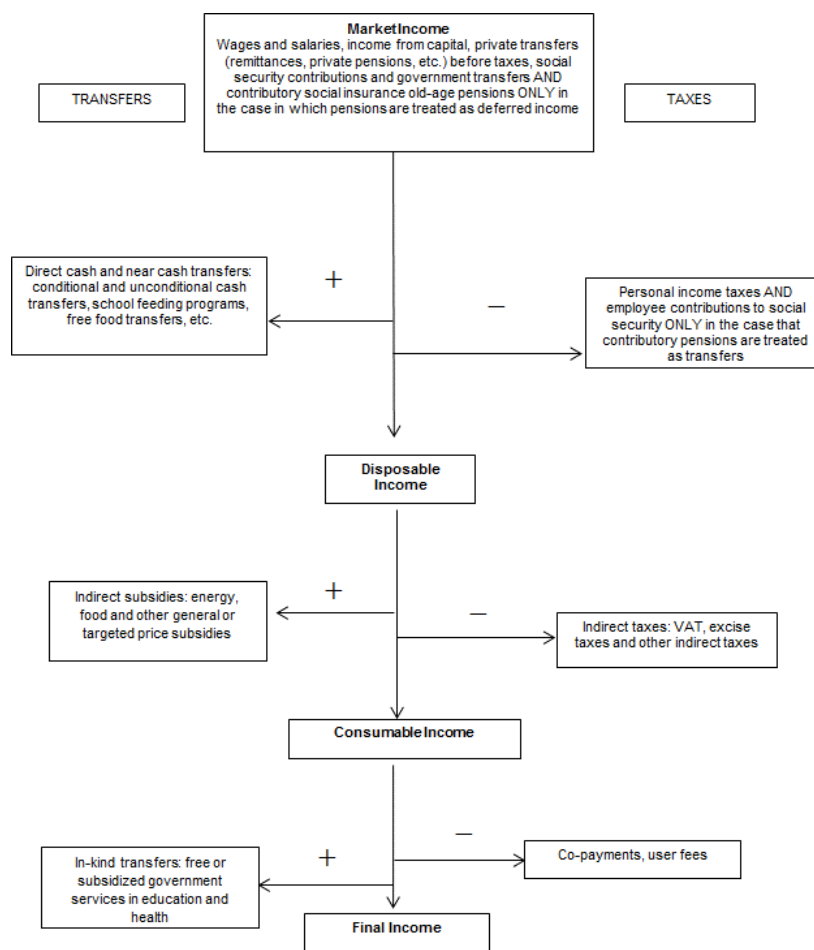 Market Income
Wages and salaries, income from capital, private transfers
(remittances, private pensions, etc.) before taxes, social
security contributions and government transfers AND
contributory social insurance old-age pensions ONLY in
the case in which pensions are treated as deferred income
TRANSFERS
TAXES
+
Direct cash and near cash transfers:
conditional and unconditional cash
transfers, school feeding programs,
free food transfers, etc.
−
Personal income taxes AND
employee contributions to social
security ONLY in the case that
contributory pensions are treated
as transfers
Disposable
Income
+
Indirect subsidies: energy,
food and other general or
targeted price subsidies
−
Indirect taxes: VAT, excise
taxes and other indirect taxes
Consumable Income
+
In-kind transfers: free or
subsidized government
services in education and
health
−
Co-payments, user fees
Final Income